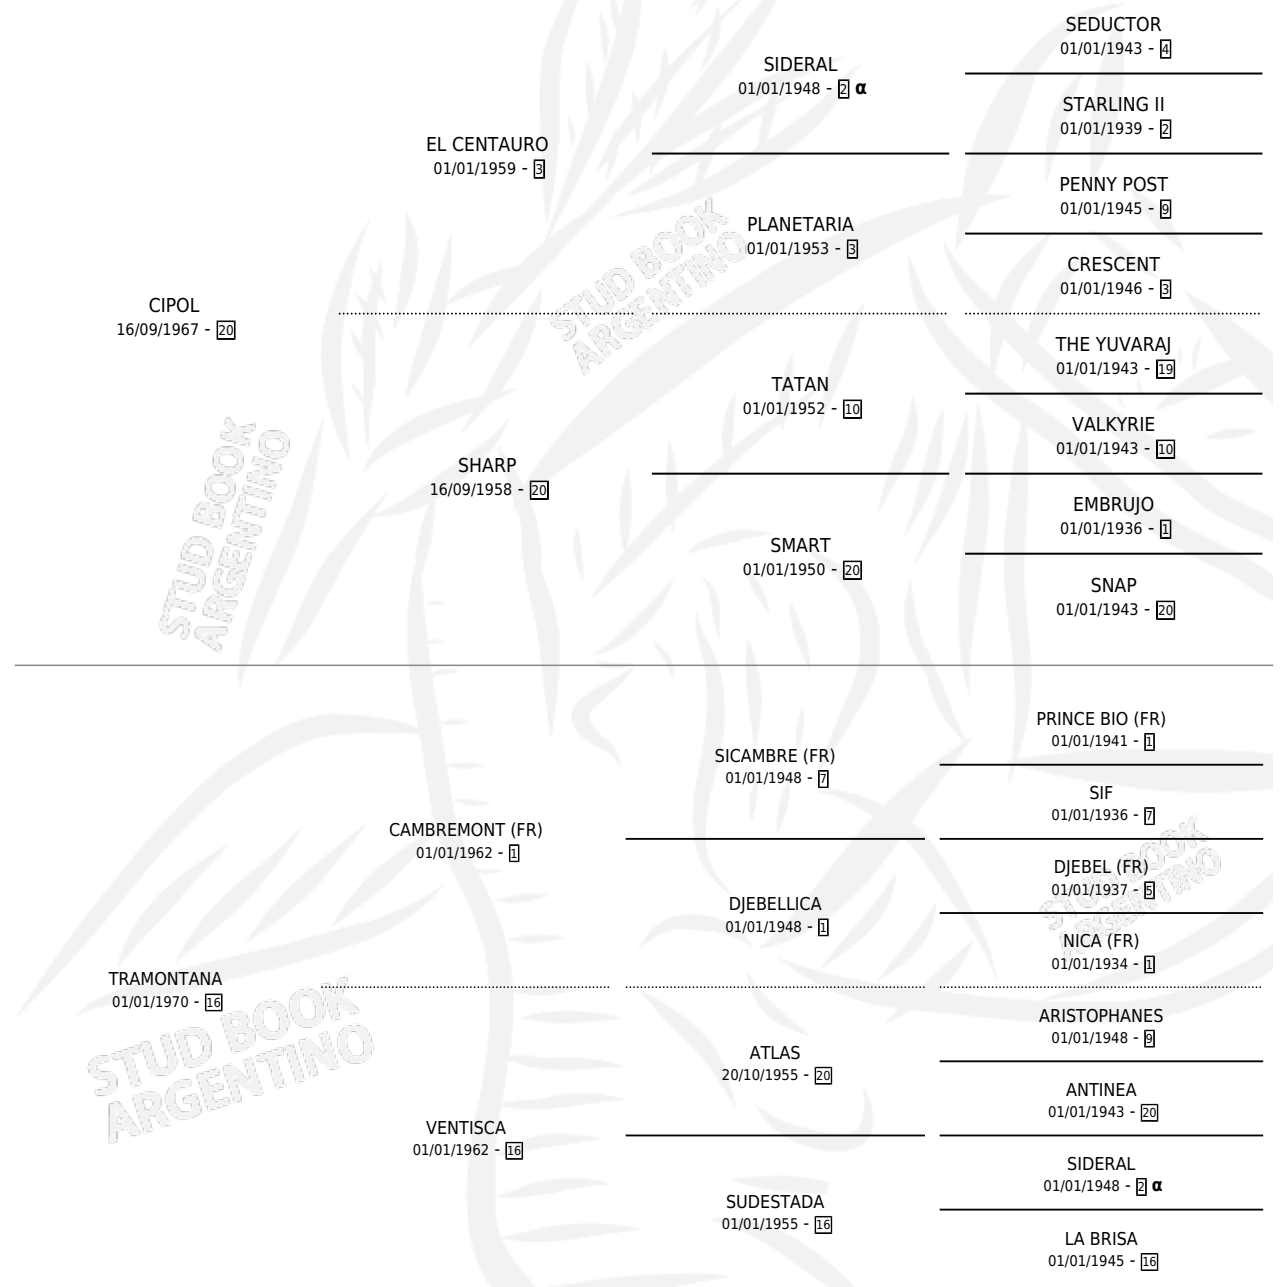 SEDUCTOR
01/01/1943 - 4
SIDERAL
01/01/1948 - 2 α
STARLING II
01/01/1939 - 2
EL CENTAURO
01/01/1959 - 3
PENNY POST
01/01/1945 - 9
PLANETARIA
01/01/1953 - 3
CRESCENT
01/01/1946 - 3
CIPOL
16/09/1967 - 20
THE YUVARAJ
01/01/1943 - 19
TATAN
01/01/1952 - 10
VALKYRIE
01/01/1943 - 10
SHARP
16/09/1958 - 20
EMBRUJO
01/01/1936 - 1
SMART
01/01/1950 - 20
SNAP
01/01/1943 - 20
STUD BOOK
ARGENTINO
STUD BOOK
ARGENTINO
PRINCE BIO (FR)
01/01/1941 - 1
SICAMBRE (FR)
01/01/1948 - 7
SIF
01/01/1936 - 7
CAMBREMONT (FR)
01/01/1962 - 1
DJEBEL (FR)
01/01/1937 - 5
DJEBELLICA
01/01/1948 - 1
NICA (FR)
01/01/1934 - 1
TRAMONTANA
01/01/1970 - 16
ARISTOPHANES
01/01/1948 - 9
ATLAS
20/10/1955 - 20
ANTINEA
01/01/1943 - 20
VENTISCA
01/01/1962 - 16
SIDERAL
01/01/1948 - 2 α
SUDESTADA
01/01/1955 - 16
LA BRISA
01/01/1945 - 16
STUD BOOK
ARGENTINO
STUD BOOK
ARGENTINO